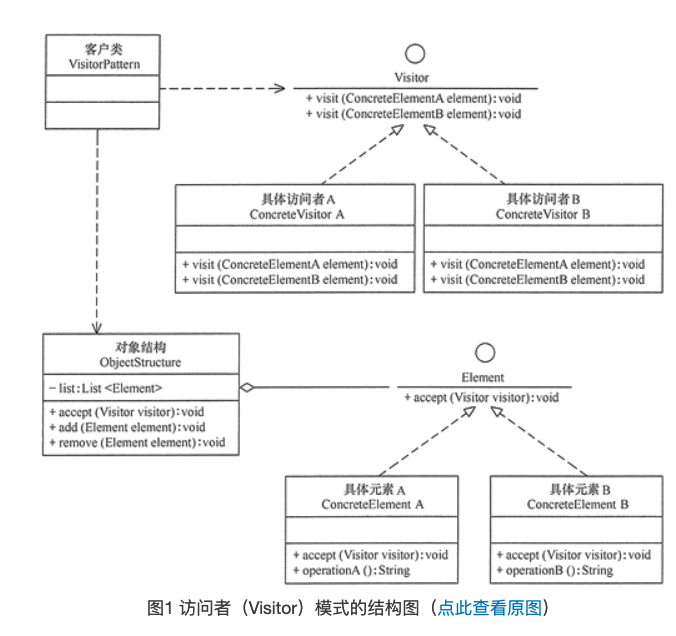 客户类
VisitorPattern
Visitor
+ visit (ConcreteElementA element):void
+ visit (ConcreteElementB element):void
具体访问者A
ConcreteVisitor A
+ visit (ConcreteElementA element):void
+ visit (ConcreteElementB element):void
具体访问者B
ConcreteVisitor B
+ visit (ConcreteElementA element):void
+ visit (ConcreteElementB element):void
对象结构
ObjectStructure
- list:List <Element>
+ accept (Visitor visitor):void
+ add (Element element):void
+ remove (Element element):void
Element
+ accept (Visitor visitor):void
具体元素A
ConcreteElement A
+ accept (Visitor visitor):void
+ operationA ():String
具体元素B
ConcreteElement B
+ accept (Visitor visitor):void
+ operationB ():String
图1 访问者（Visitor）模式的结构图（点此查看原图）